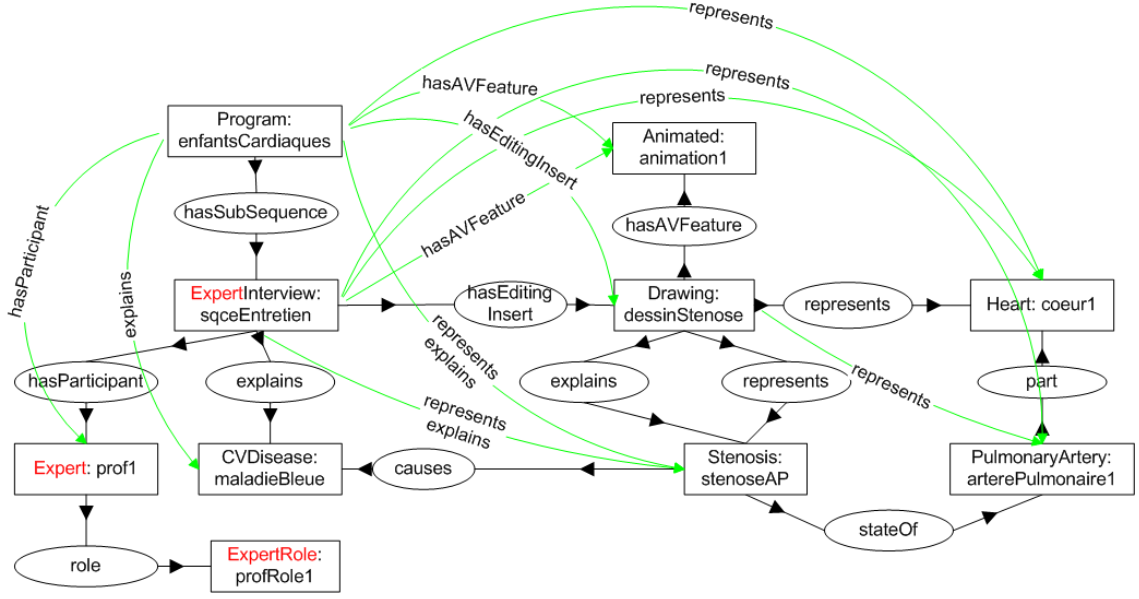 represents
represents
represents
hasAVFeature
Program:
enfantsCardiaques
hasEditingInsert
Animated:
animation1
hasSubSequence
hasAVFeature
hasAVFeature
hasParticipant
explains
ExpertInterview:
sqceEntretien
hasEditing
Insert
Drawing:
dessinStenose
represents
Heart: coeur1
represents
explains
hasParticipant
explains
explains
represents
represents
part
represents
explains
Expert: prof1
CVDisease:
maladieBleue
causes
Stenosis:
stenoseAP
PulmonaryArtery:
arterePulmonaire1
stateOf
role
ExpertRole:
profRole1